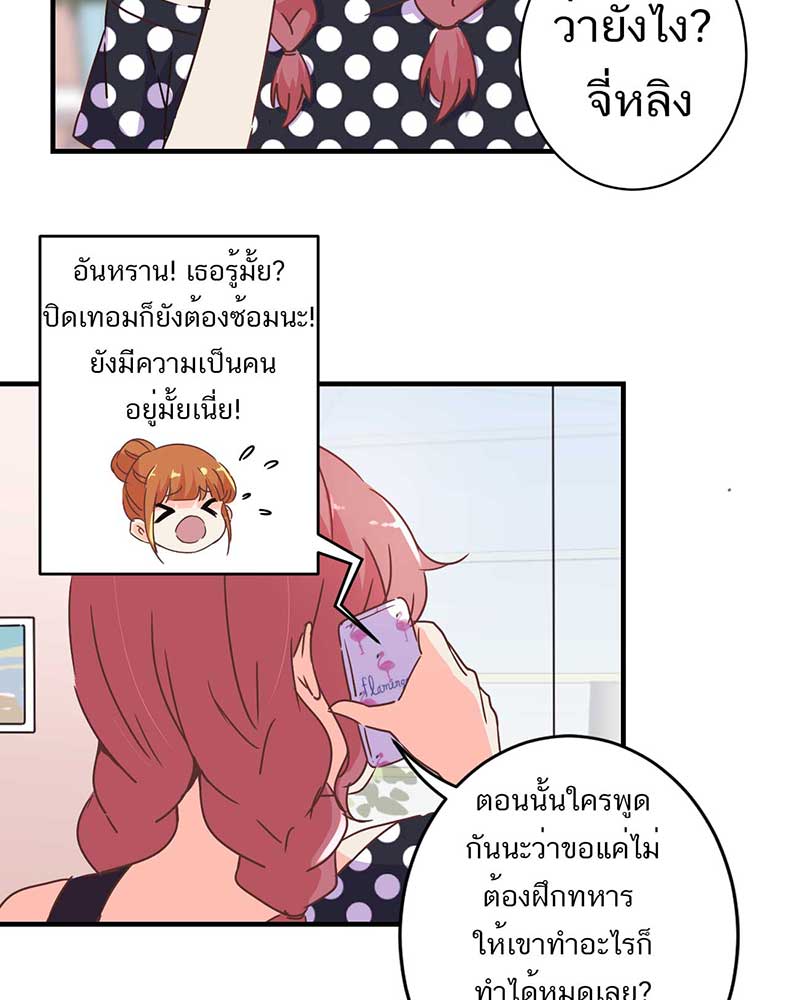 ว่ายังไง?
จี่หลิง
อันหราน! เธอรู้มั้ย?
ปิดเทอมก็ยังต้องซ้อมนะ!
ยังมีความเป็นคน
อยู่มั้ยเนี่ย!
flamingo
ตอนนั้นใครพูด
กันนะว่าขอแค่ไม่
ต้องฝึกทหาร
ให้เขาทำอะไรก็
ทำได้หมดเลย?